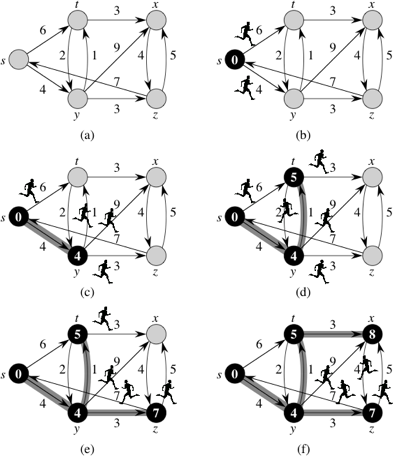 t 3 x t 3 x
6 6
s 2 1 9 4 5 s 0 2 1 9 4 5
4 7 4 7
3 3
y z y z
(a) (b)
t 3 x t 3 x
6 6 5
s 0 2 1 9 4 5 s 0 2 1 9 4 5
4 4 7 4 4 7
3 3
y z y z
(c) (d)
t 3 x t 3 x
6 5 6 5 8
s 0 2 1 9 4 5 s 0 2 1 9 4 5
4 4 7 7 4 4 7 7
3 3
y z y z
(e) (f)